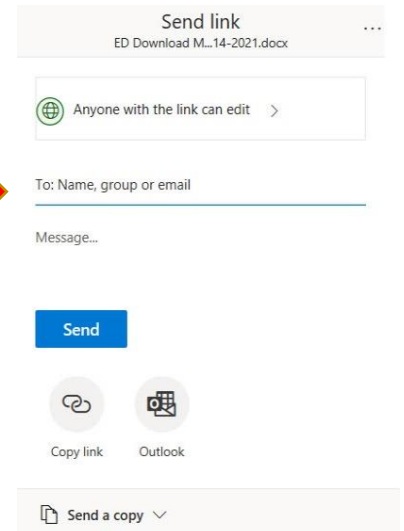 Send link
...
ED Download M...14-2021.docx
Anyone with the link can edit >
To: Name, group or email
Message...
Send
Copy link Outlook
Send a copy